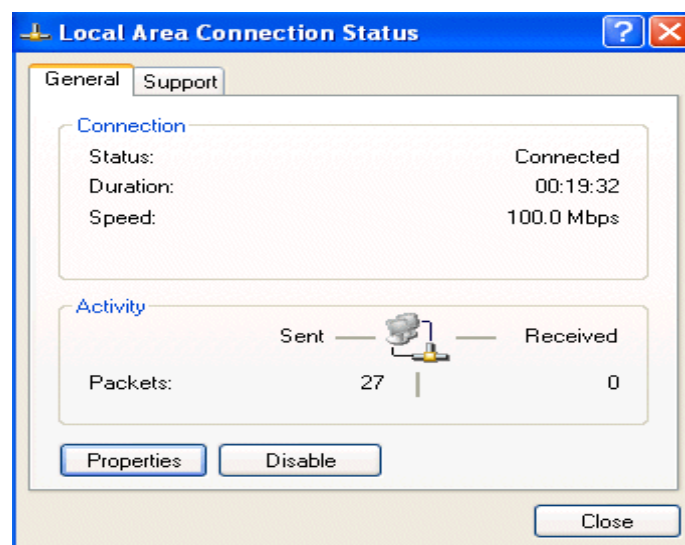 Local Area Connection Status
General Support
Connection
Status: Connected
Duration: 00:19:32
Speed: 100.0 Mbps
Activity
Sent Received
Packets: 27 0
Properties Disable
Close